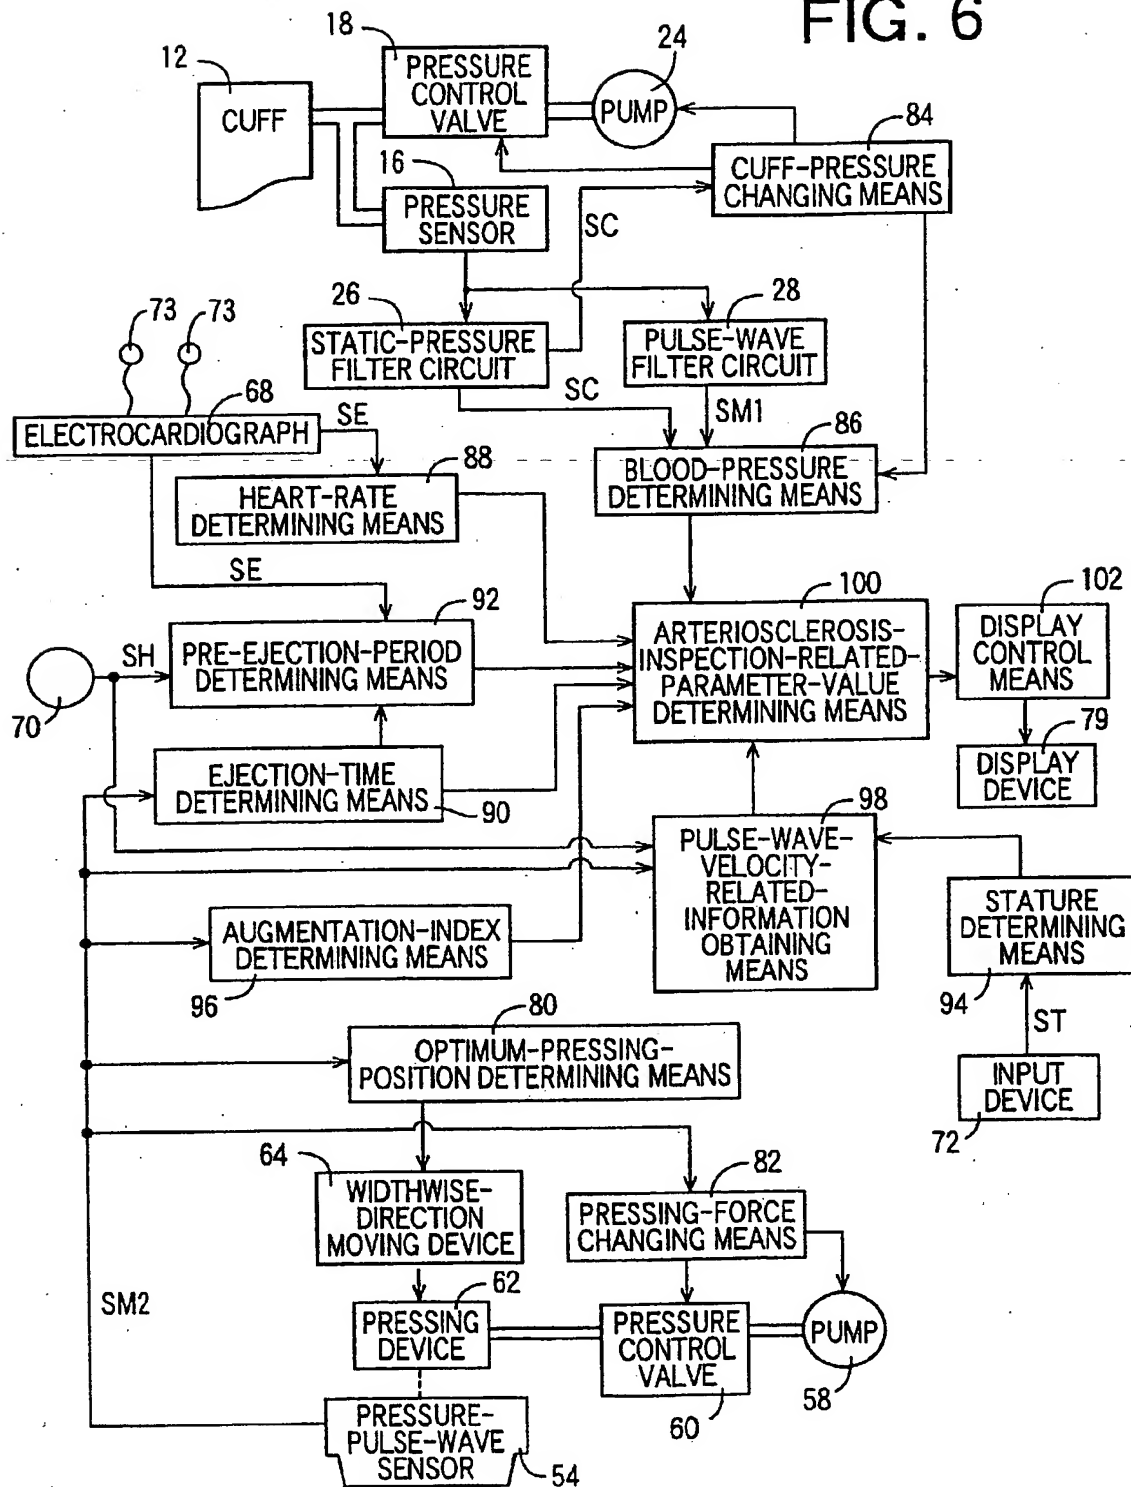 FIG. 6
18
12
24
PRESSURE
CONTROL
VALVE
CUFF
PUMP
84
16
CUFF-PRESSURE
CHANGING MEANS
PRESSURE
SENSOR
SC
26
28
73
73
STATIC-PRESSURE
FILTER CIRCUIT
PULSE-WAVE
FILTER CIRCUIT
68
SE
SC
SM1
86
ELECTROCARDIOGRAPH
88
BLOOD-PRESSURE
DETERMINING MEANS
HEART-RATE
DETERMINING MEANS
SE
92
100
102
SH
PRE-EJECTION-PERIOD
DETERMINING MEANS
ARTERIOSCLEROSIS-
INSPECTION-RELATED-
PARAMETER-VALUE
DETERMINING MEANS
DISPLAY
CONTROL
MEANS
70
79
EJECTION-TIME
DETERMINING MEANS
90
DISPLAY
DEVICE
98
PULSE-WAVE-
VELOCITY-
RELATED-
INFORMATION
OBTAINING
MEANS
STATURE
DETERMINING
MEANS
AUGMENTATION-INDEX
DETERMINING MEANS
96
94
80
ST
OPTIMUM-PRESSING-
POSITION DETERMINING MEANS
INPUT
DEVICE
72
64
82
WIDTHWISE-
DIRECTION
MOVING DEVICE
PRESSING-FORCE
CHANGING MEANS
SM2
62
PRESSING
DEVICE
PRESSURE
CONTROL
VALVE
PUMP
58
60
PRESSURE-
PULSE-WAVE
SENSOR
54